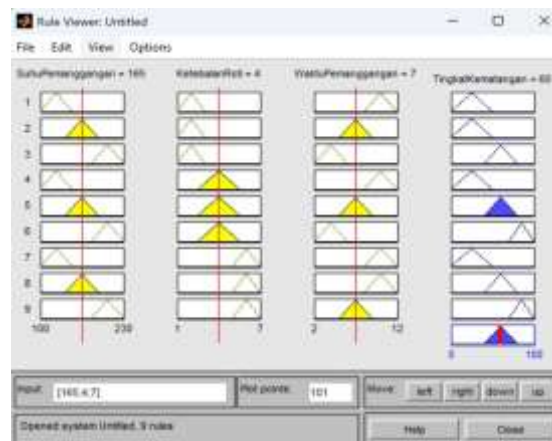 Rule Viewer: Untitled
File Edit View Options
SuhuPemanggangan = 165
KetebalanRoti = 4
WaktuPemanggangan = 7
TingkatKematangan = 60
1
2
3
4
5
6
7
8
9
100 230
1 7
2 12
0 100
Input: [165;4;7]
Plot points: 101
Move: left right down up
Opened system Untitled, 9 rules
Help Close